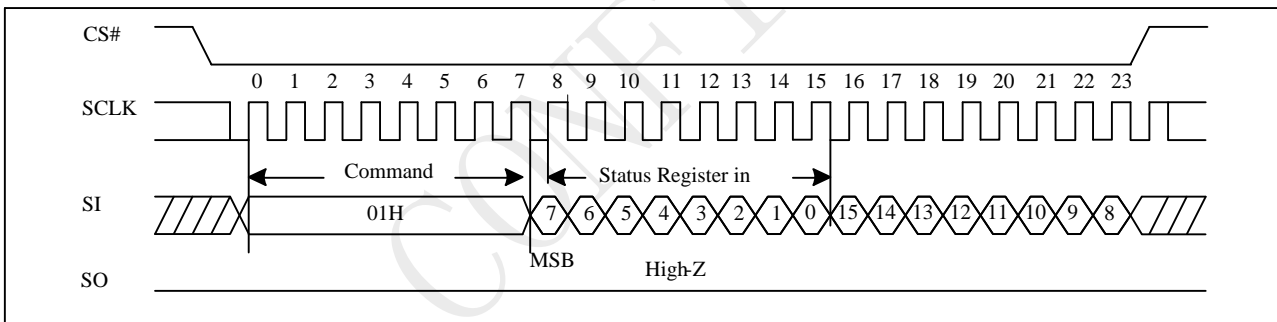 CS#
0 1 2 3 4 5 6 7 8 9 10 11 12 13 14 15 16 17 18 19 20 21 22 23
SCLK
Command Status Register in
SI 01H 7 6 5 4 3 2 1 0 15 14 13 12 11 10 9 8
MSB High-Z
SO